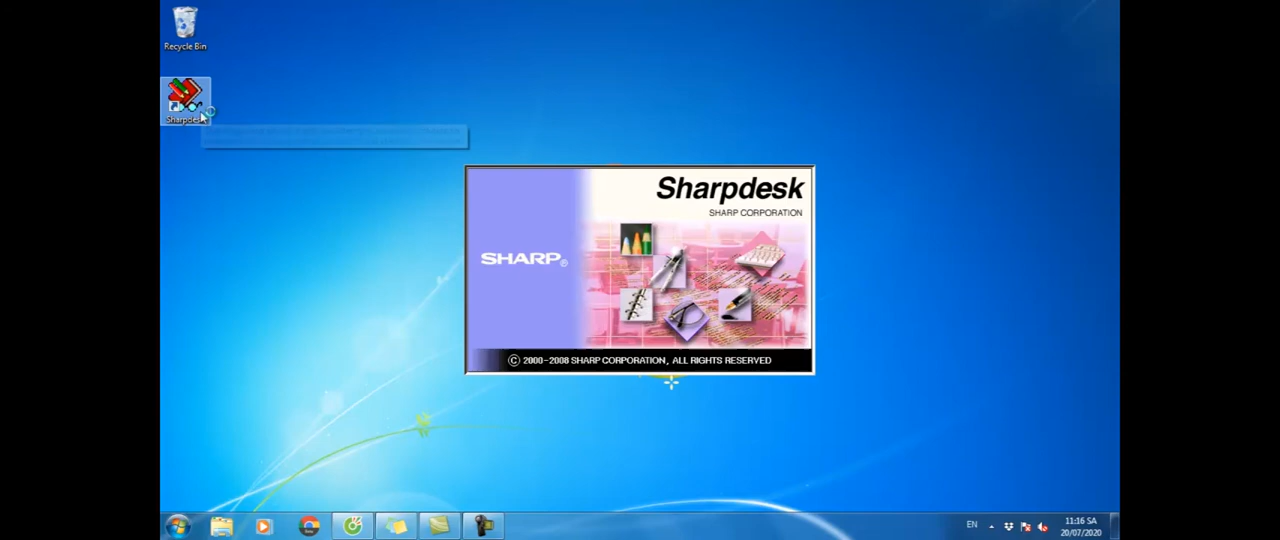 Recycle Bin
Sharpdesk
Sharpdesk
SHARP CORPORATION
SHARP®
© 2000-2008 SHARP CORPORATION, ALL RIGHTS RESERVED
EN
11:16 SA
20/07/2020